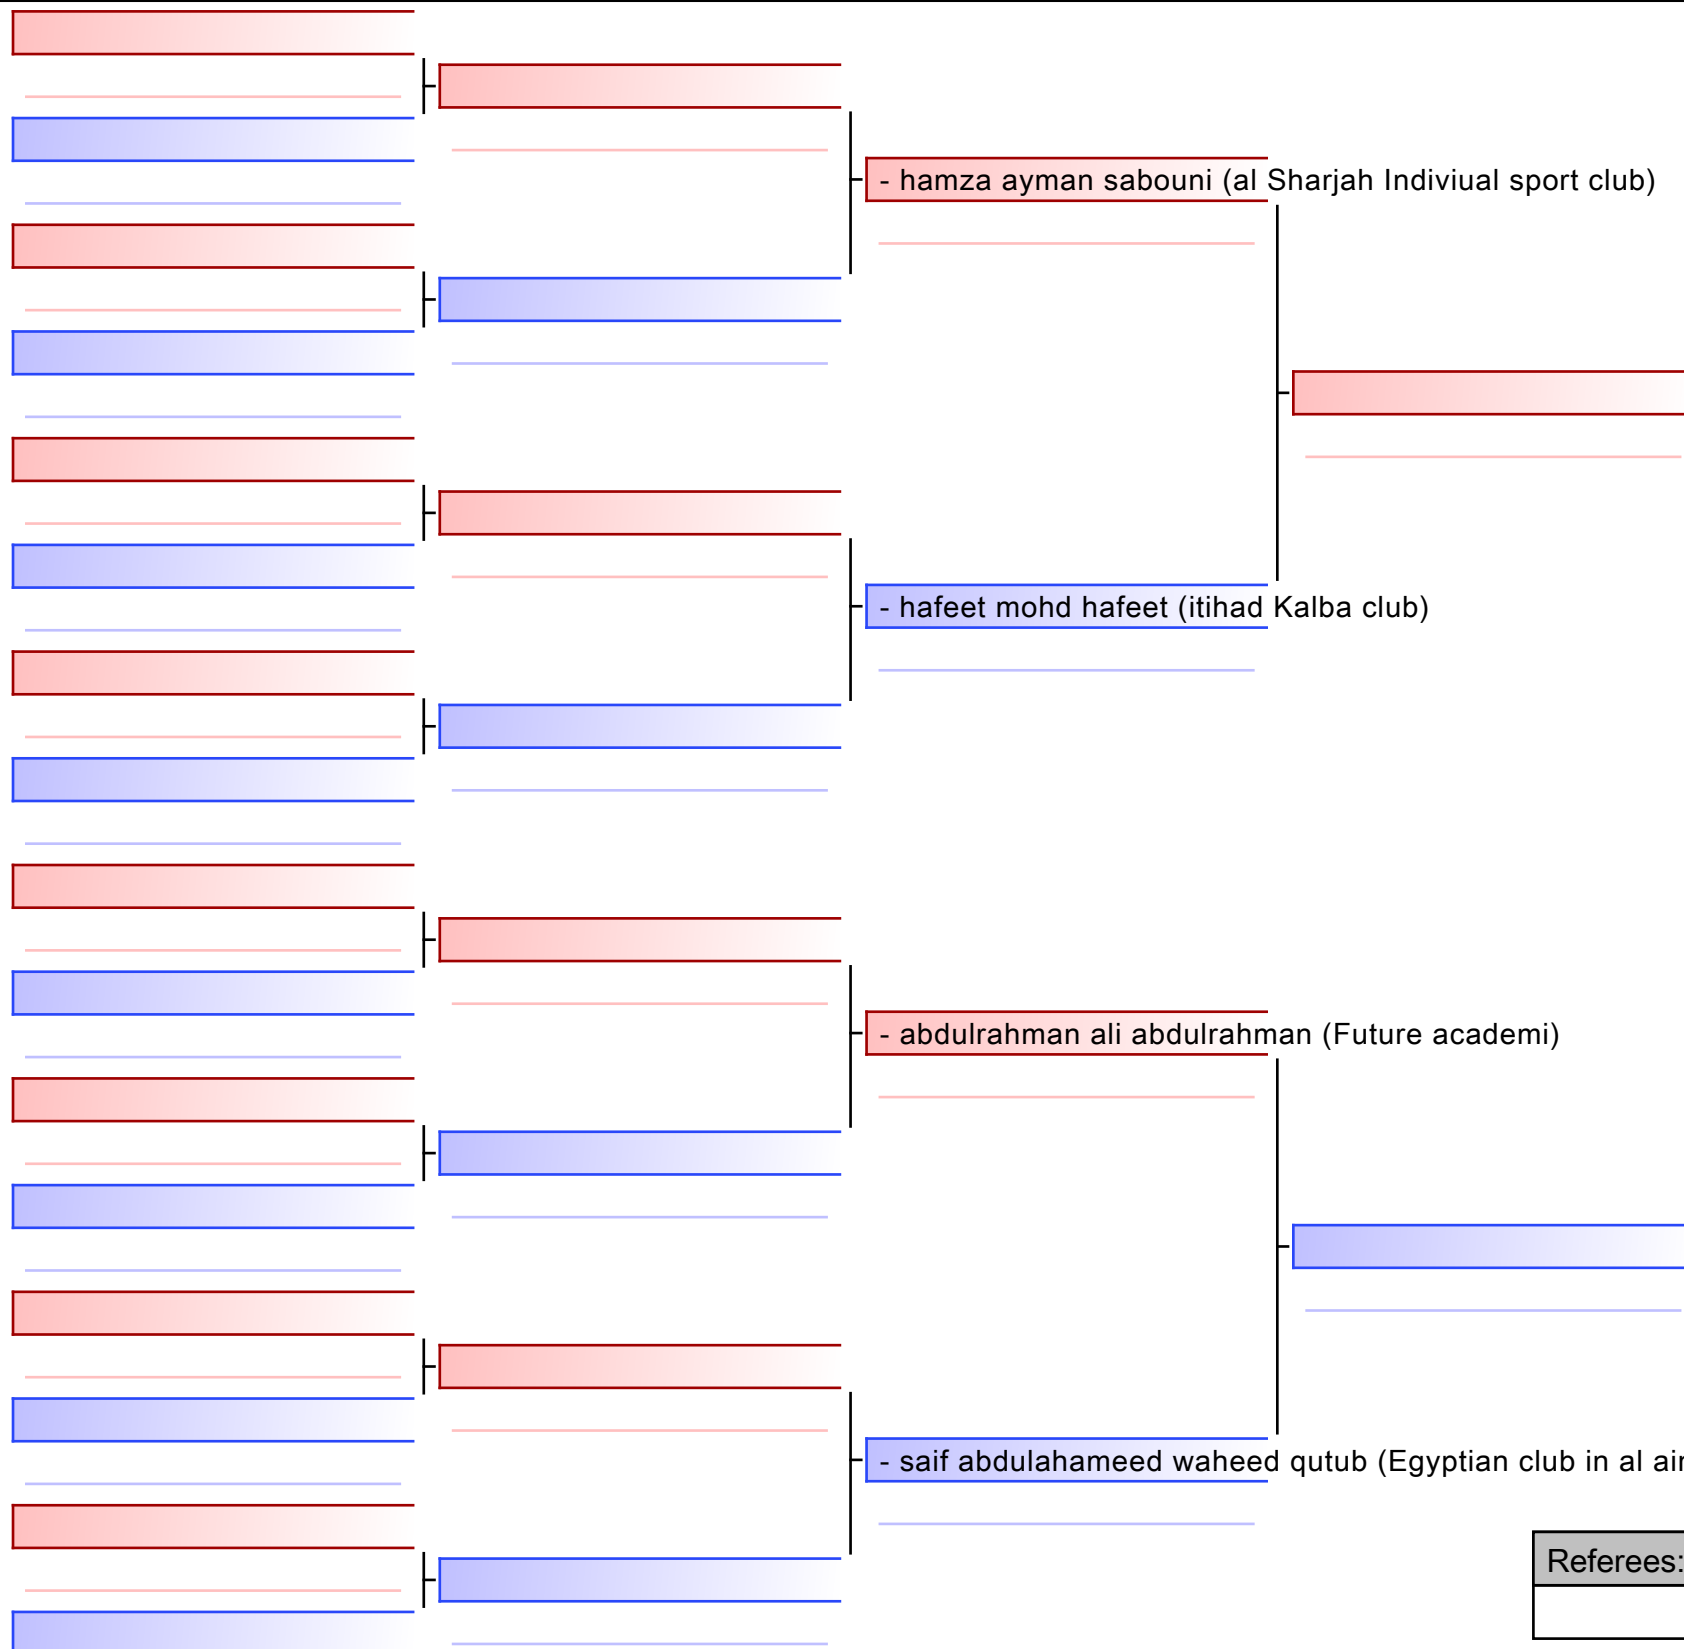 - hamza ayman sabouni (al Sharjah Indiviual sport club)
- hafeet mohd hafeet (itihad Kalba club)
- abdulrahman ali abdulrahman (Future academi)
- saif abdulahameed waheed qutub (Egyptian club in al ain
Referees: